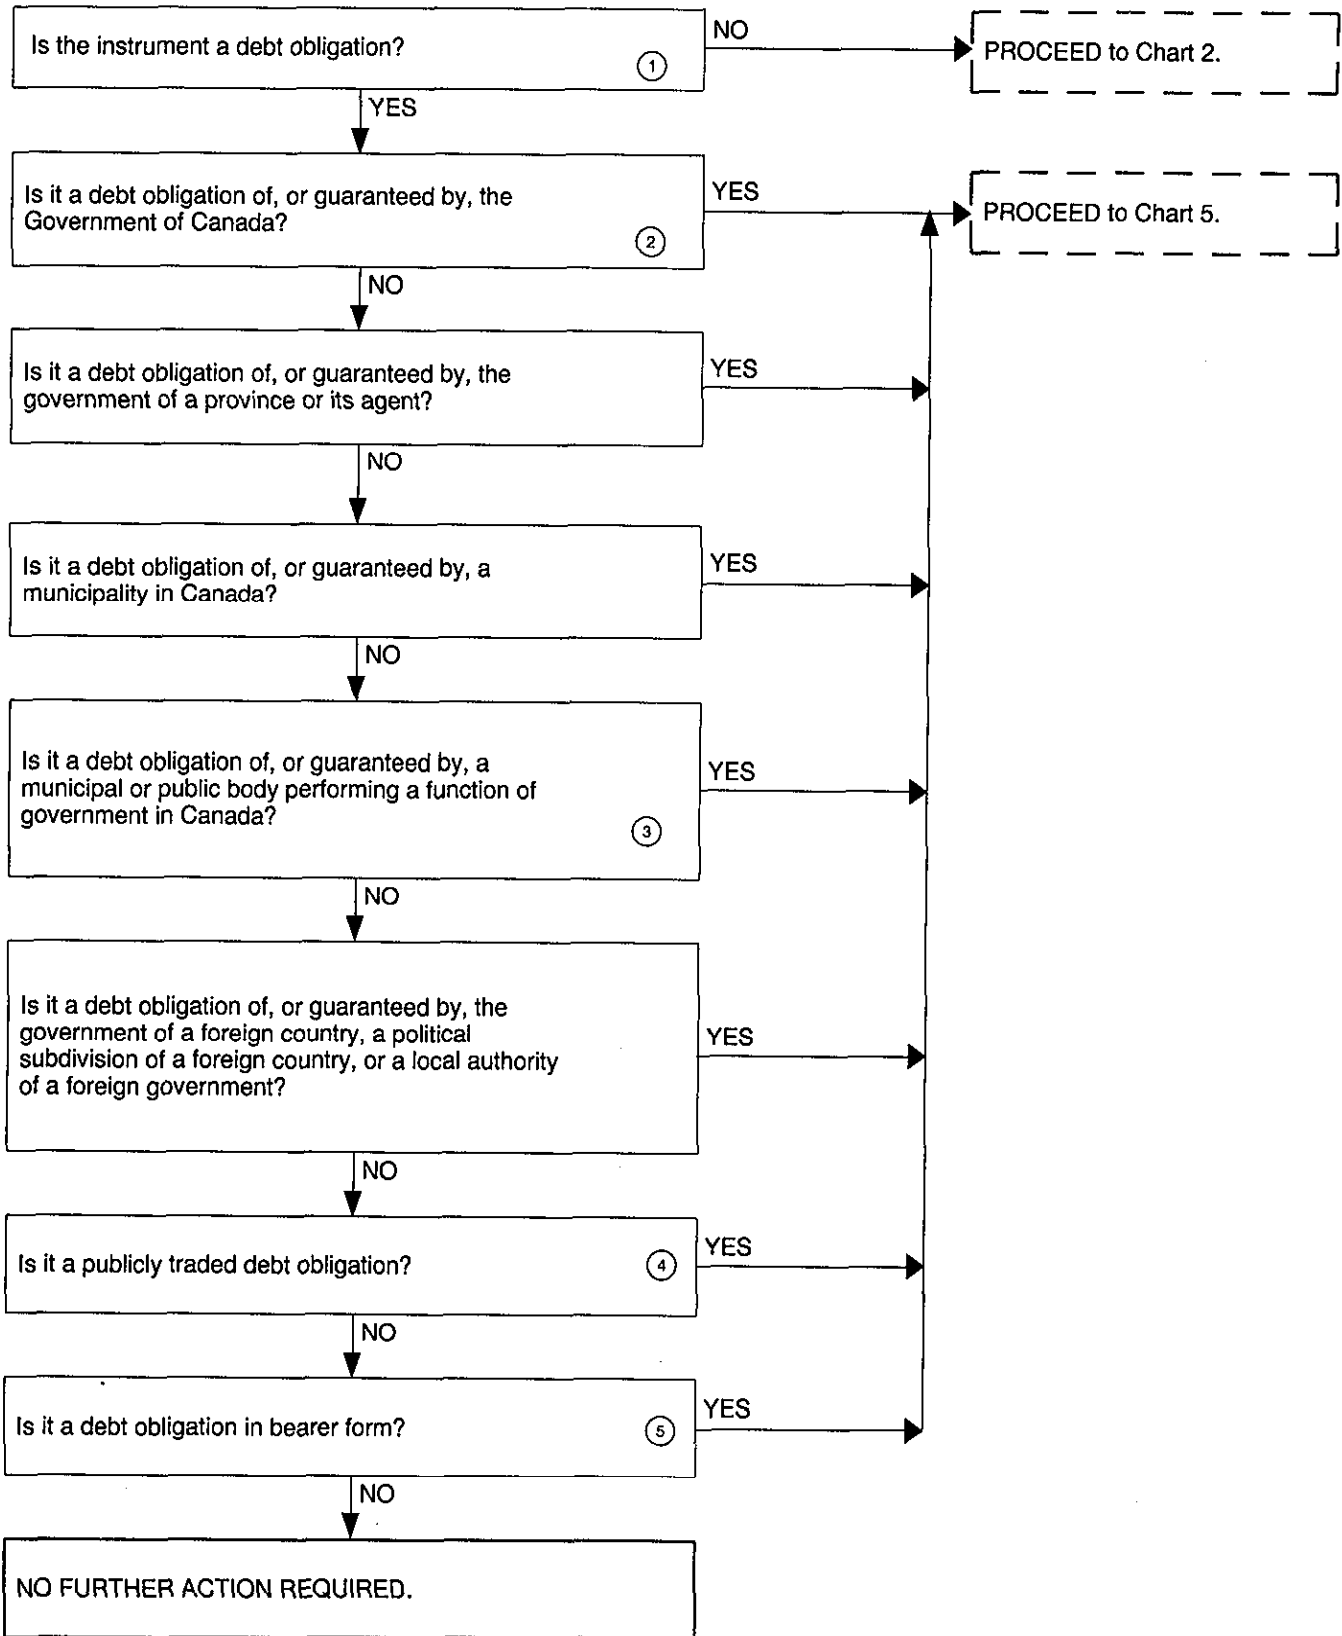 Is the instrument a debt obligation?
1
NO
PROCEED to Chart 2.
YES
Is it a debt obligation of, or guaranteed by, the
Government of Canada?
2
YES
PROCEED to Chart 5.
NO
Is it a debt obligation of, or guaranteed by, the
government of a province or its agent?
YES
NO
Is it a debt obligation of, or guaranteed by, a
municipality in Canada?
YES
NO
Is it a debt obligation of, or guaranteed by, a
municipal or public body performing a function of
government in Canada?
3
YES
NO
Is it a debt obligation of, or guaranteed by, the
government of a foreign country, a political
subdivision of a foreign country, or a local authority
of a foreign government?
YES
NO
Is it a publicly traded debt obligation?
4
YES
NO
Is it a debt obligation in bearer form?
5
YES
NO
NO FURTHER ACTION REQUIRED.